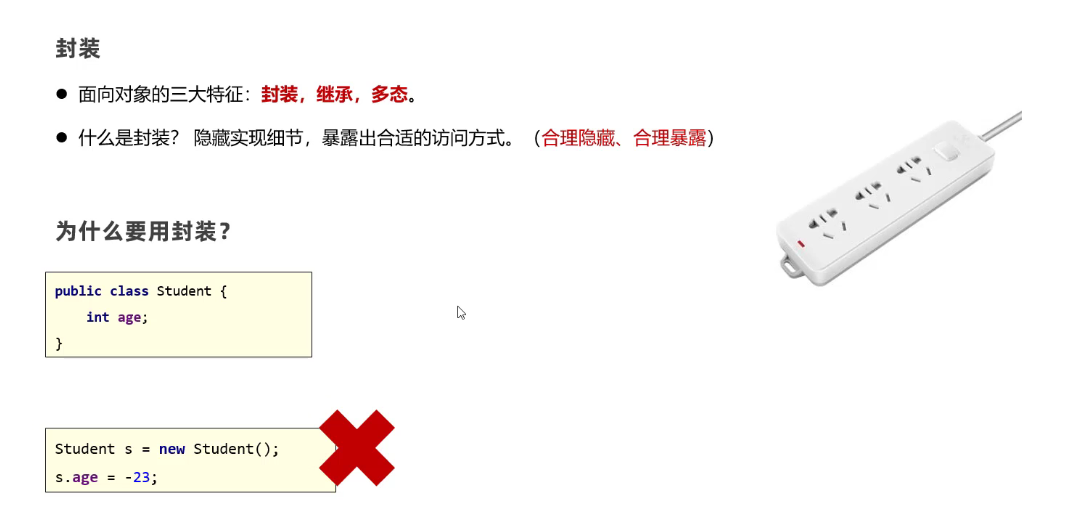 封装
● 面向对象的三大特征：封装，继承，多态。
● 什么是封装？ 隐藏实现细节，暴露出合适的访问方式。（合理隐藏、合理暴露）
为什么要用封装？
public class Student {
    int age;
}
Student s = new Student();
s.age = -23;